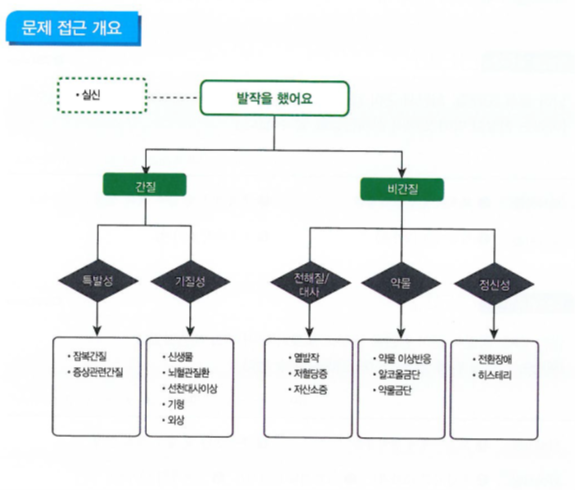 문제 접근 개요
• 실신
발작을 했어요
간질
비간질
특발성
기질성
전해질/
대사
약물
정신성
• 잠복간질
• 증상관련간질
• 신생물
• 뇌혈관질환
• 선천대사이상
• 기형
• 외상
• 열발작
• 저혈당증
• 저산소증
• 약물 이상반응
• 알코올금단
• 약물금단
• 전환장애
• 히스테리